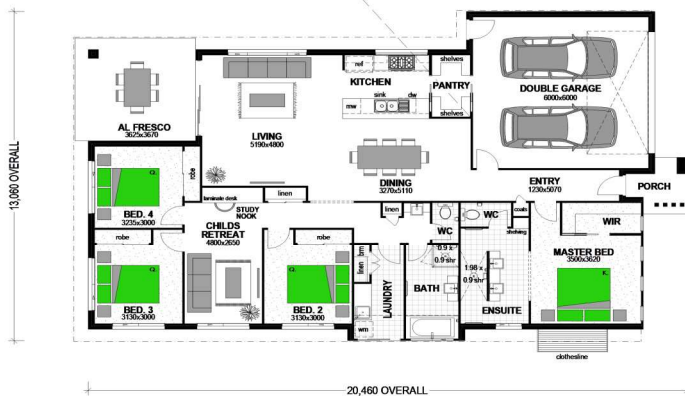 shelves
ref
KITCHEN
sink
dw
mw
PANTRY
shelves
DOUBLE GARAGE
6000x6000
AL FRESCO
3625x3670
LIVING
5190x4800
13,060 OVERALL
DINING
3270x5110
ENTRY
1230x5070
PORCH
robe
laminate desk
linen
STUDY
NOOK
linen
WC
WC
coats
shelving
WIR
BED. 4
3235x3000
CHILDS
RETREAT
4800x2650
robe
robe
BED. 3
3130x3000
BED. 2
3130x3000
brm
linen
LAUNDRY
wm
0.9 x
0.9 shr
BATH
1.98 x
0.9 shr
ENSUITE
MASTER BED
3500x3620
Q.
Q.
Q.
K.
clothesline
20,460 OVERALL